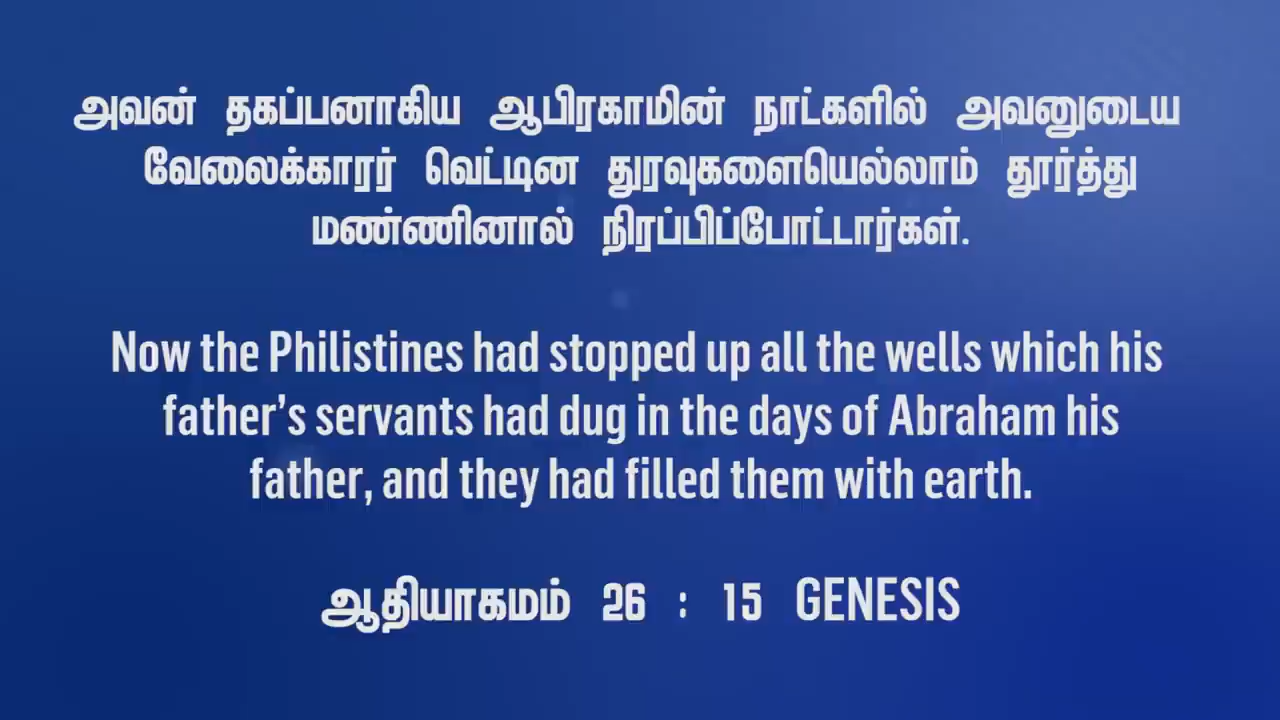 அவன் தகப்பனாகிய ஆபிரகாமின் நாட்களில் அவனுடைய
வேலைக்காரர் வெட்டின துரவுகளையெல்லாம் தூர்த்து
மண்ணினால் நிரப்பிப்போட்டார்கள்.
Now the Philistines had stopped up all the wells which his
father’s servants had dug in the days of Abraham his
father, and they had filled them with earth.
ஆதியாகமம் 26 : 15 GENESIS